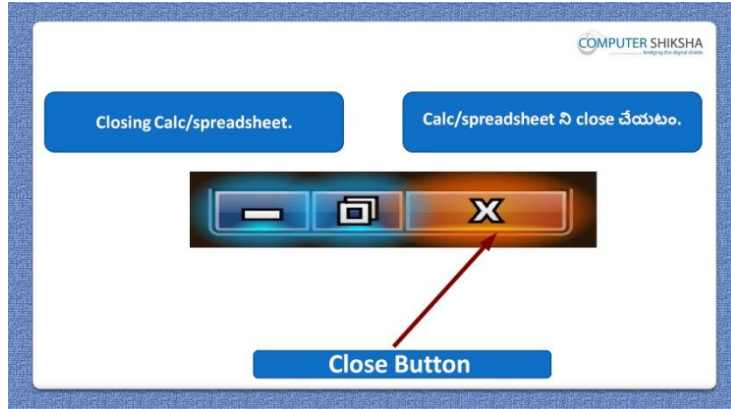 COMPUTER SHIKSHA
bridging the digital divide
Closing Calc/spreadsheet.
Calc/spreadsheet ని close చేయటం.
X
Close Button